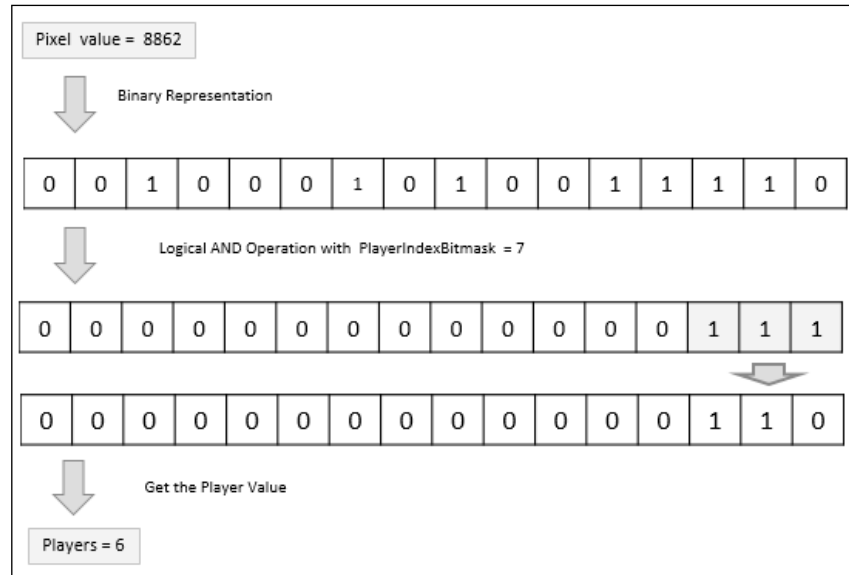 Pixel value = 8862
Binary Representation
0 0 1 0 0 0 1 0 1 0 0 1 1 1 1 0
Logical AND Operation with PlayerIndexBitmask = 7
0 0 0 0 0 0 0 0 0 0 0 0 0 1 1 1
0 0 0 0 0 0 0 0 0 0 0 0 0 1 1 0
Get the Player Value
Players = 6